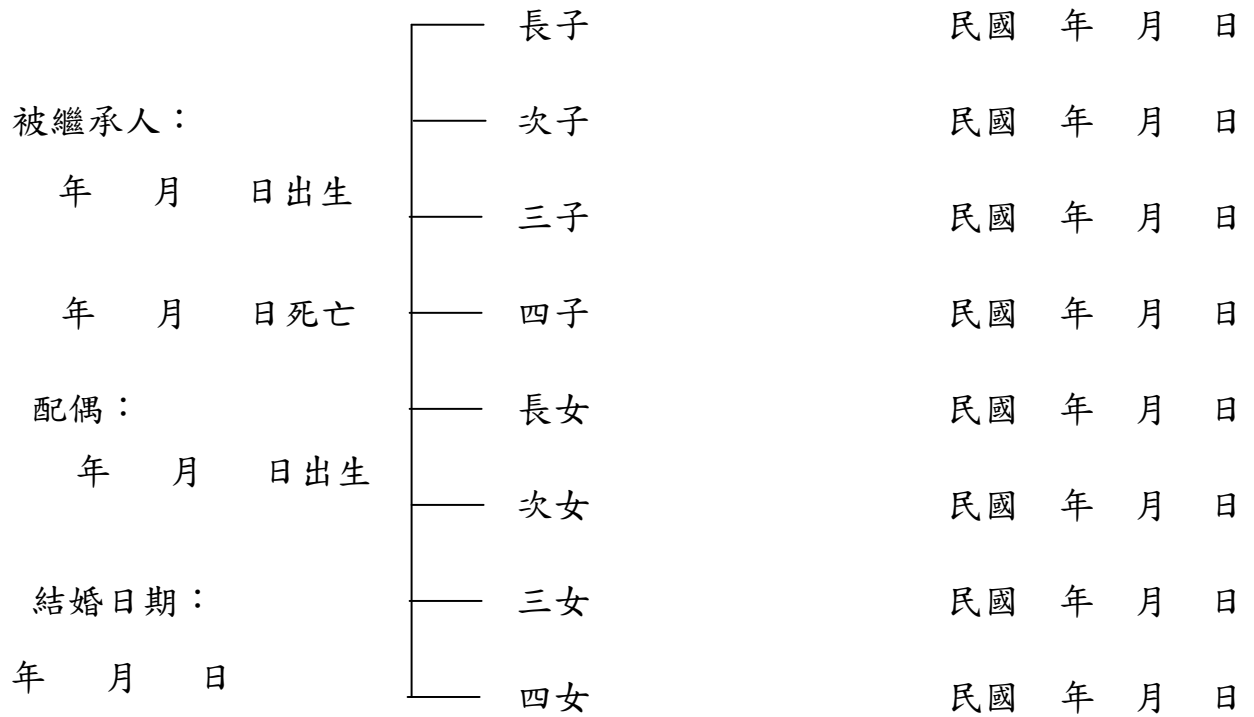 長子 民國 年 月 日
被繼承人：
次子 民國 年 月 日
年 月 日出生
三子 民國 年 月 日
年 月 日死亡
四子 民國 年 月 日
配偶：
長女 民國 年 月 日
年 月 日出生
次女 民國 年 月 日
結婚日期：
三女 民國 年 月 日
年 月 日
四女 民國 年 月 日